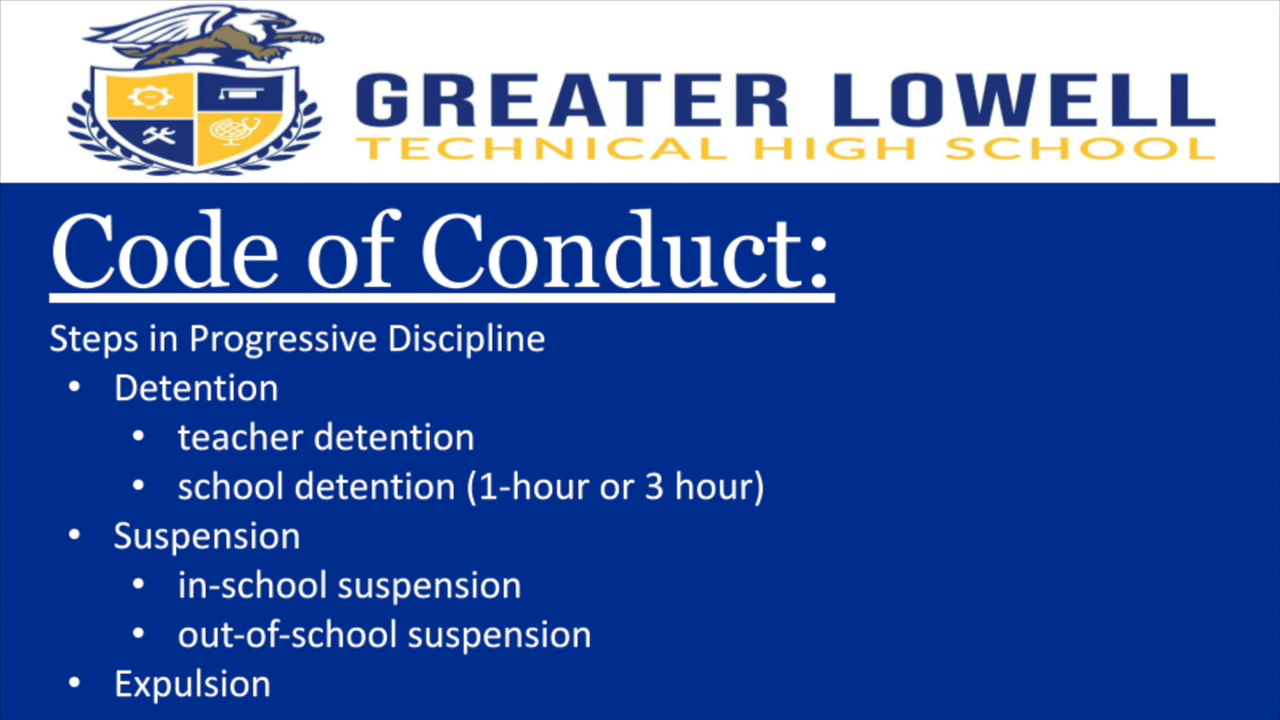 GREATER LOWELL
TECHNICAL HIGH SCHOOL
Code of Conduct:
Steps in Progressive Discipline
• Detention
• teacher detention
• school detention (1-hour or 3 hour)
• Suspension
• in-school suspension
• out-of-school suspension
• Expulsion